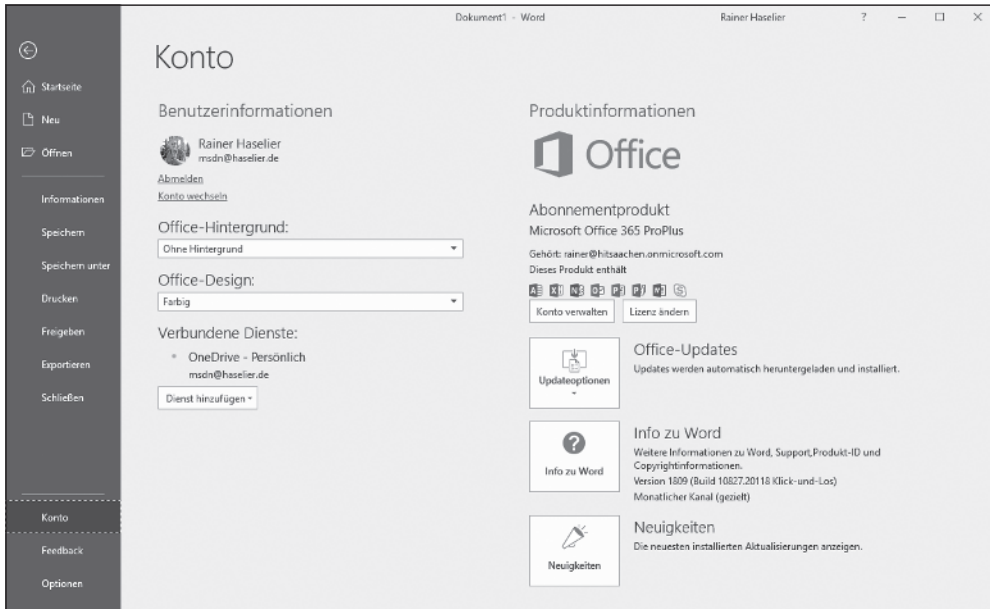 Dokument1 - Word
Rainer Haselier
?
Startseite
Neu
Öffnen
Informationen
Speichern
Speichern unter
Drucken
Freigeben
Exportieren
Schließen
Konto
Feedback
Optionen
Konto
Benutzerinformationen
Rainer Haselier
msdn@haselier.de
Abmelden
Konto wechseln
Office-Hintergrund:
Ohne Hintergrund
Office-Design:
Farbig
Verbundene Dienste:
OneDrive - Persönlich
msdn@haselier.de
Dienst hinzufügen
Produktinformationen
Office
Abonnementprodukt
Microsoft Office 365 ProPlus
Gehört: rainer@hitsaachen.onmicrosoft.com
Dieses Produkt enthält
Konto verwalten
Lizenz ändern
Updateoptionen
Office-Updates
Updates werden automatisch heruntergeladen und installiert.
Info zu Word
Info zu Word
Weitere Informationen zu Word, Support,Produkt-ID und
Copyrightinformationen.
Version 1809 (Build 10827.20118 Klick-und-Los)
Monatlicher Kanal (gezielt)
Neuigkeiten
Neuigkeiten
Die neuesten installierten Aktualisierungen anzeigen.